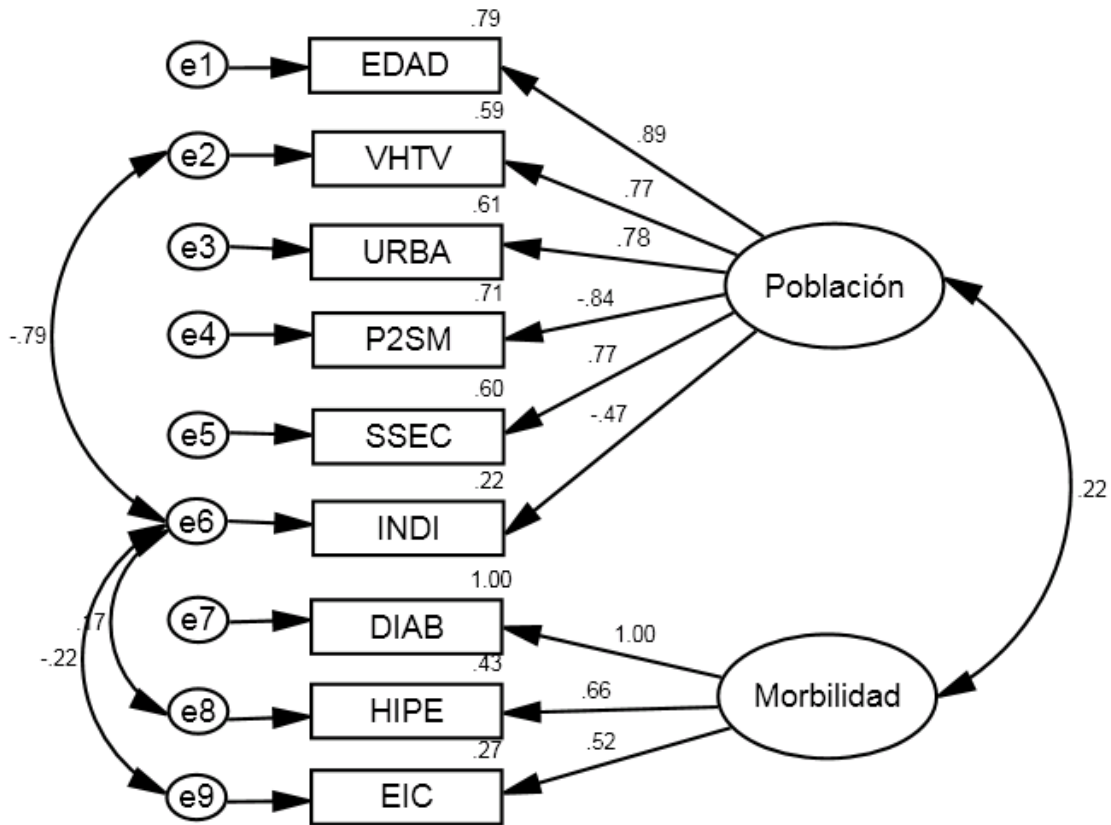 .79
e1
EDAD
.59
.89
e2
VHTV
.77
.61
e3
URBA
.78
Población
.71
-.84
e4
P2SM
-.79
.77
.60
e5
SSEC
-.47
.22
.22
e6
INDI
1.00
e7
DIAB
1.00
.17
-.22
.43
e8
HIPE
.66
Morbilidad
.27
.52
e9
EIC